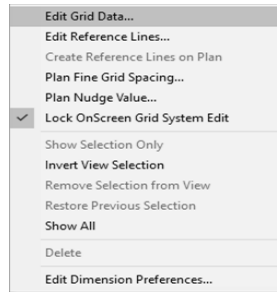 Edit Grid Data...
Edit Reference Lines...
Create Reference Lines on Plan
Plan Fine Grid Spacing...
Plan Nudge Value...
Lock OnScreen Grid System Edit
Show Selection Only
Invert View Selection
Remove Selection from View
Restore Previous Selection
Show All
Delete
Edit Dimension Preferences...